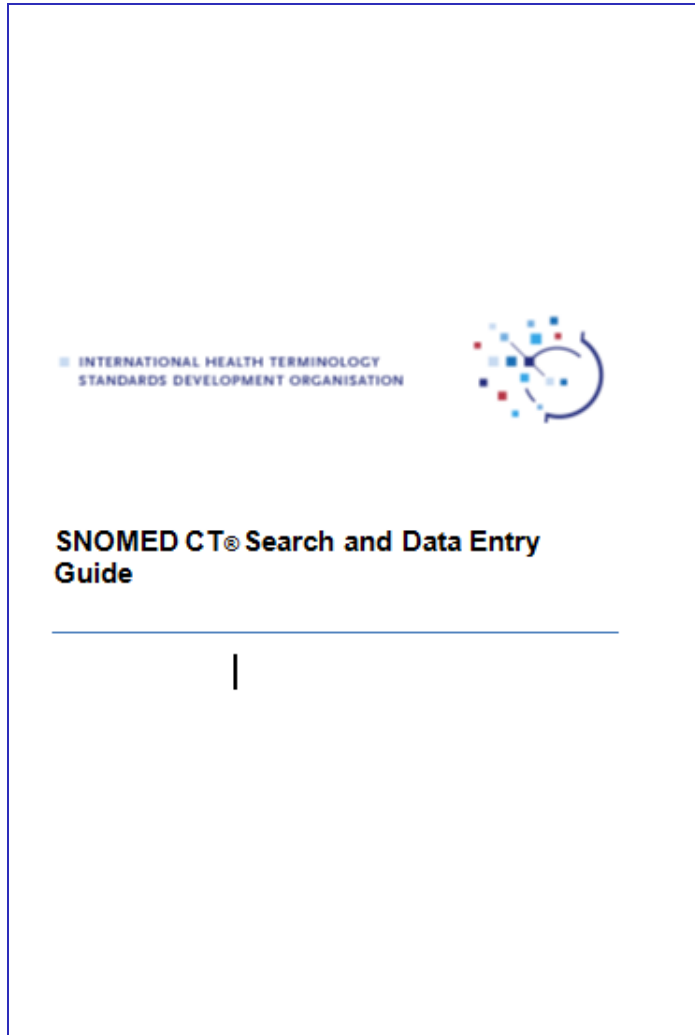 INTERNATIONAL HEALTH TERMINOLOGY
STANDARDS DEVELOPMENT ORGANISATION
SNOMED CT® Search and Data Entry
Guide